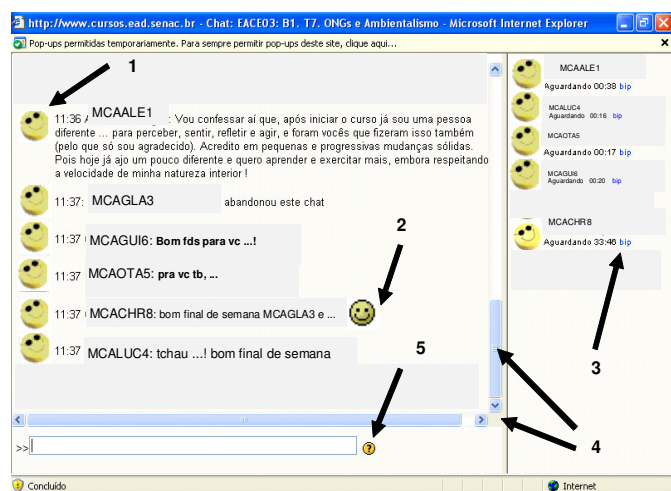 http://www.cursos.ead.senac.br - Chat: EACE03: B1. T7. ONGs e Ambientalismo - Microsoft Internet Explorer
Pop-ups permitidas temporariamente. Para sempre permitir pop-ups deste site, clique aqui...
1
11:36 MCAALE1 : Vou confessar aí que, após iniciar o curso já sou uma pessoa
diferente ... para perceber, sentir, refletir e agir, e foram vocês que fizeram isso também
(pelo que só sou agradecido). Acredito em pequenas e progressivas mudanças sólidas.
Pois hoje já ajo um pouco diferente e quero aprender e exercitar mais, embora respeitando
a velocidade de minha natureza interior !
11:37: MCAGLA3 abandonou este chat
2
11:37 MCAGUI6: Bom fds para vc ...!
11:37 MCAOTA5: pra vc tb, ...
11:37 MCACHR8: bom final de semana MCAGLA3 e ...
11:37 MCALUC4: tchau ...! bom final de semana
5
>>
?
MCAALE1
Aguardando 00:38 bip
MCALUC4
Aguardando 00:16 bip
MCAOTA5
Aguardando 00:17 bip
MCAGUI6
Aguardando 00:20 bip
MCACHR8
Aguardando 33:46 bip
3
4
Concluído
Internet